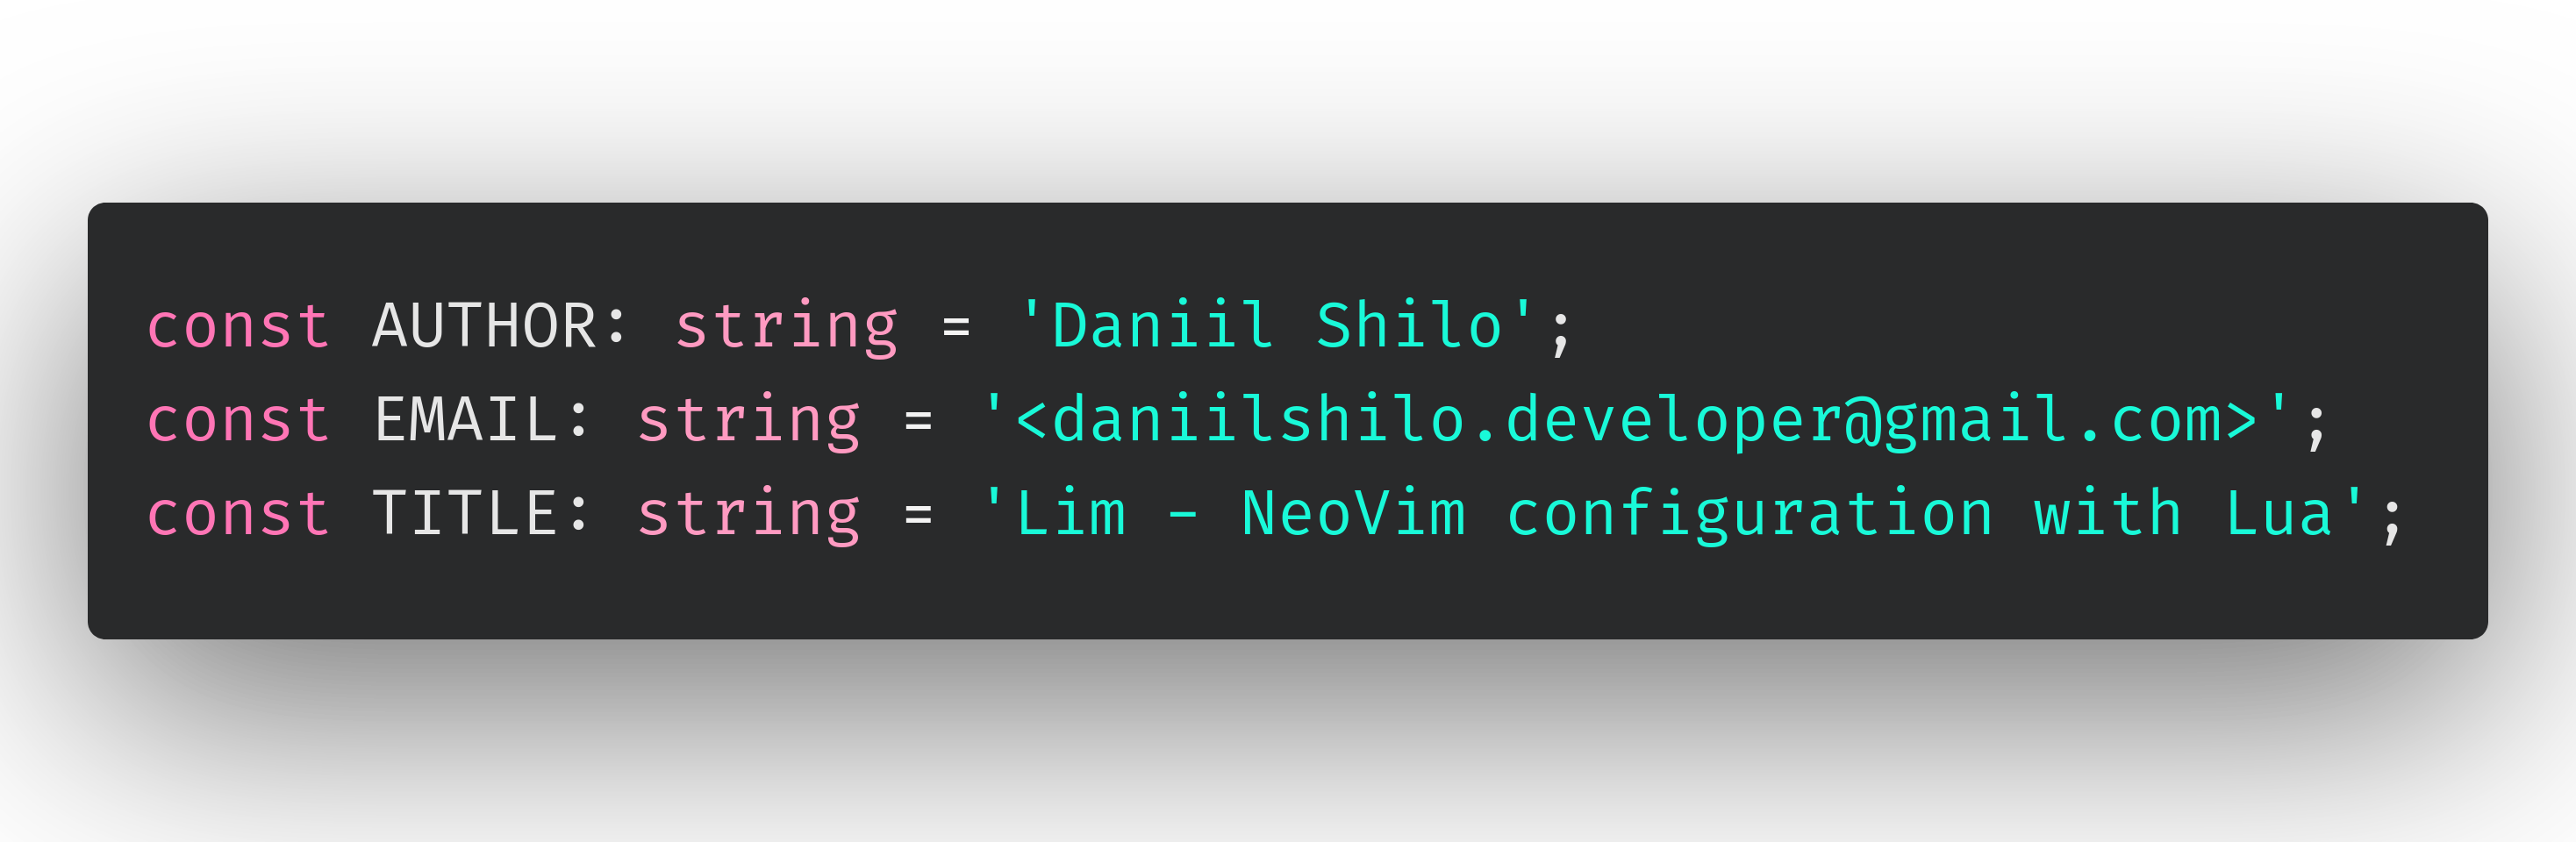 const AUTHOR: string = 'Daniil Shilo';
const EMAIL: string = '<daniilshilo.developer@gmail.com>';
const TITLE: string = 'Lim - NeoVim configuration with Lua';